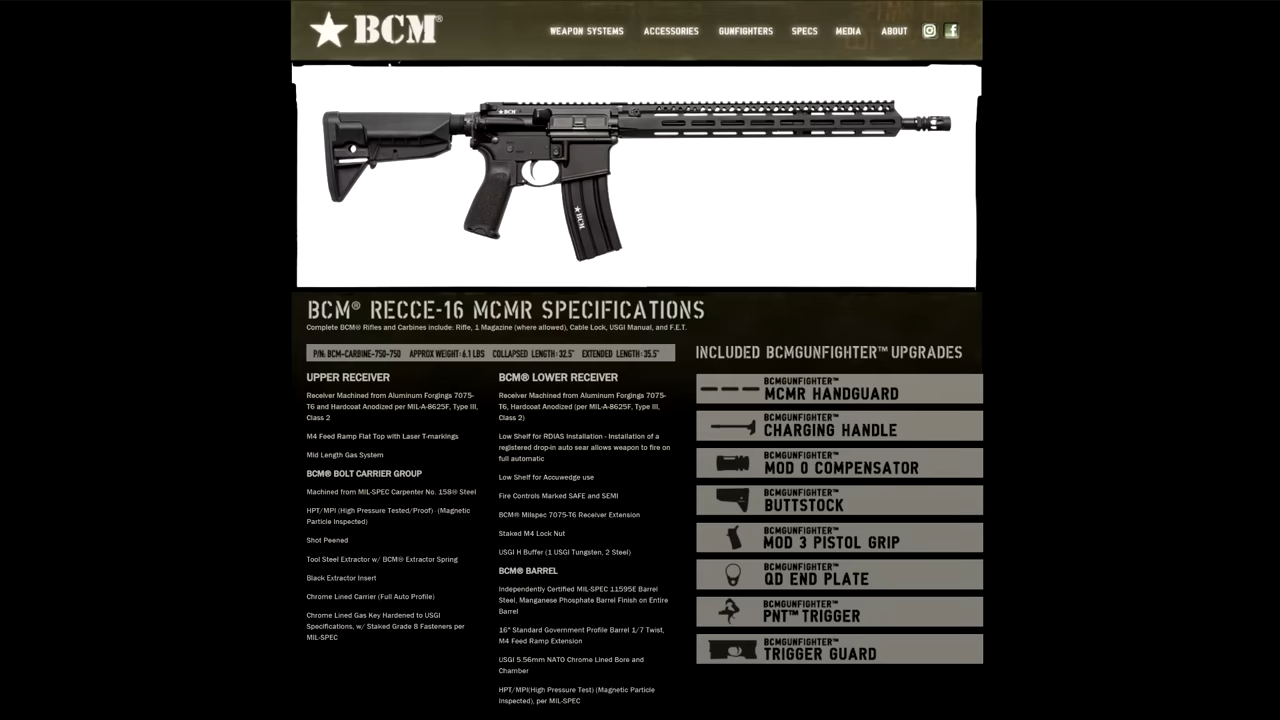 BCM®
WEAPON SYSTEMS
ACCESSORIES
GUNFIGHTERS
SPECS
MEDIA
ABOUT
BCM
BCM
BCM® RECCE-16 MCMR SPECIFICATIONS
Complete BCM® Rifles and Carbines include: Rifle, 1 Magazine (where allowed), Cable Lock, USGI Manual, and F.E.T.
P/N: BCM-CARBINE-750-750 APPROX WEIGHT: 6.1 LBS COLLAPSED LENGTH: 32.5" EXTENDED LENGTH: 35.5"
UPPER RECEIVER
Receiver Machined from Aluminum Forgings 7075-
T6 and Hardcoat Anodized per MIL-A-8625F, Type III,
Class 2
M4 Feed Ramp Flat Top with Laser T-markings
Mid Length Gas System
BCM® BOLT CARRIER GROUP
Machined from MIL-SPEC Carpenter No. 158® Steel
HPT/MPI (High Pressure Tested/Proof) · (Magnetic
Particle Inspected)
Shot Peened
Tool Steel Extractor w/ BCM® Extractor Spring
Black Extractor Insert
Chrome Lined Carrier (Full Auto Profile)
Chrome Lined Gas Key Hardened to USGI
Specifications, w/ Staked Grade 8 Fasteners per
MIL-SPEC
BCM® LOWER RECEIVER
Receiver Machined from Aluminum Forgings 7075-
T6, Hardcoat Anodized (per MIL-A-8625F, Type III,
Class 2)
Low Shelf for RDIAS Installation - Installation of a
registered drop-in auto sear allows weapon to fire on
full automatic
Low Shelf for Accuwedge use
Fire Controls Marked SAFE and SEMI
BCM® Milspec 7075-T6 Receiver Extension
Staked M4 Lock Nut
USGI H Buffer (1 USGI Tungsten, 2 Steel)
BCM® BARREL
Independently Certified MIL-SPEC 11595E Barrel
Steel, Manganese Phosphate Barrel Finish on Entire
Barrel
16" Standard Government Profile Barrel 1/7 Twist,
M4 Feed Ramp Extension
USGI 5.56mm NATO Chrome Lined Bore and
Chamber
HPT/MPI(High Pressure Test) (Magnetic Particle
Inspected), per MIL-SPEC
INCLUDED BCMGUNFIGHTER™ UPGRADES
BCMGUNFIGHTER™
MCMR HANDGUARD
BCMGUNFIGHTER™
CHARGING HANDLE
BCMGUNFIGHTER™
MOD 0 COMPENSATOR
BCMGUNFIGHTER™
BUTTSTOCK
BCMGUNFIGHTER™
MOD 3 PISTOL GRIP
BCMGUNFIGHTER™
QD END PLATE
BCMGUNFIGHTER™
PNT™ TRIGGER
BCMGUNFIGHTER™
TRIGGER GUARD